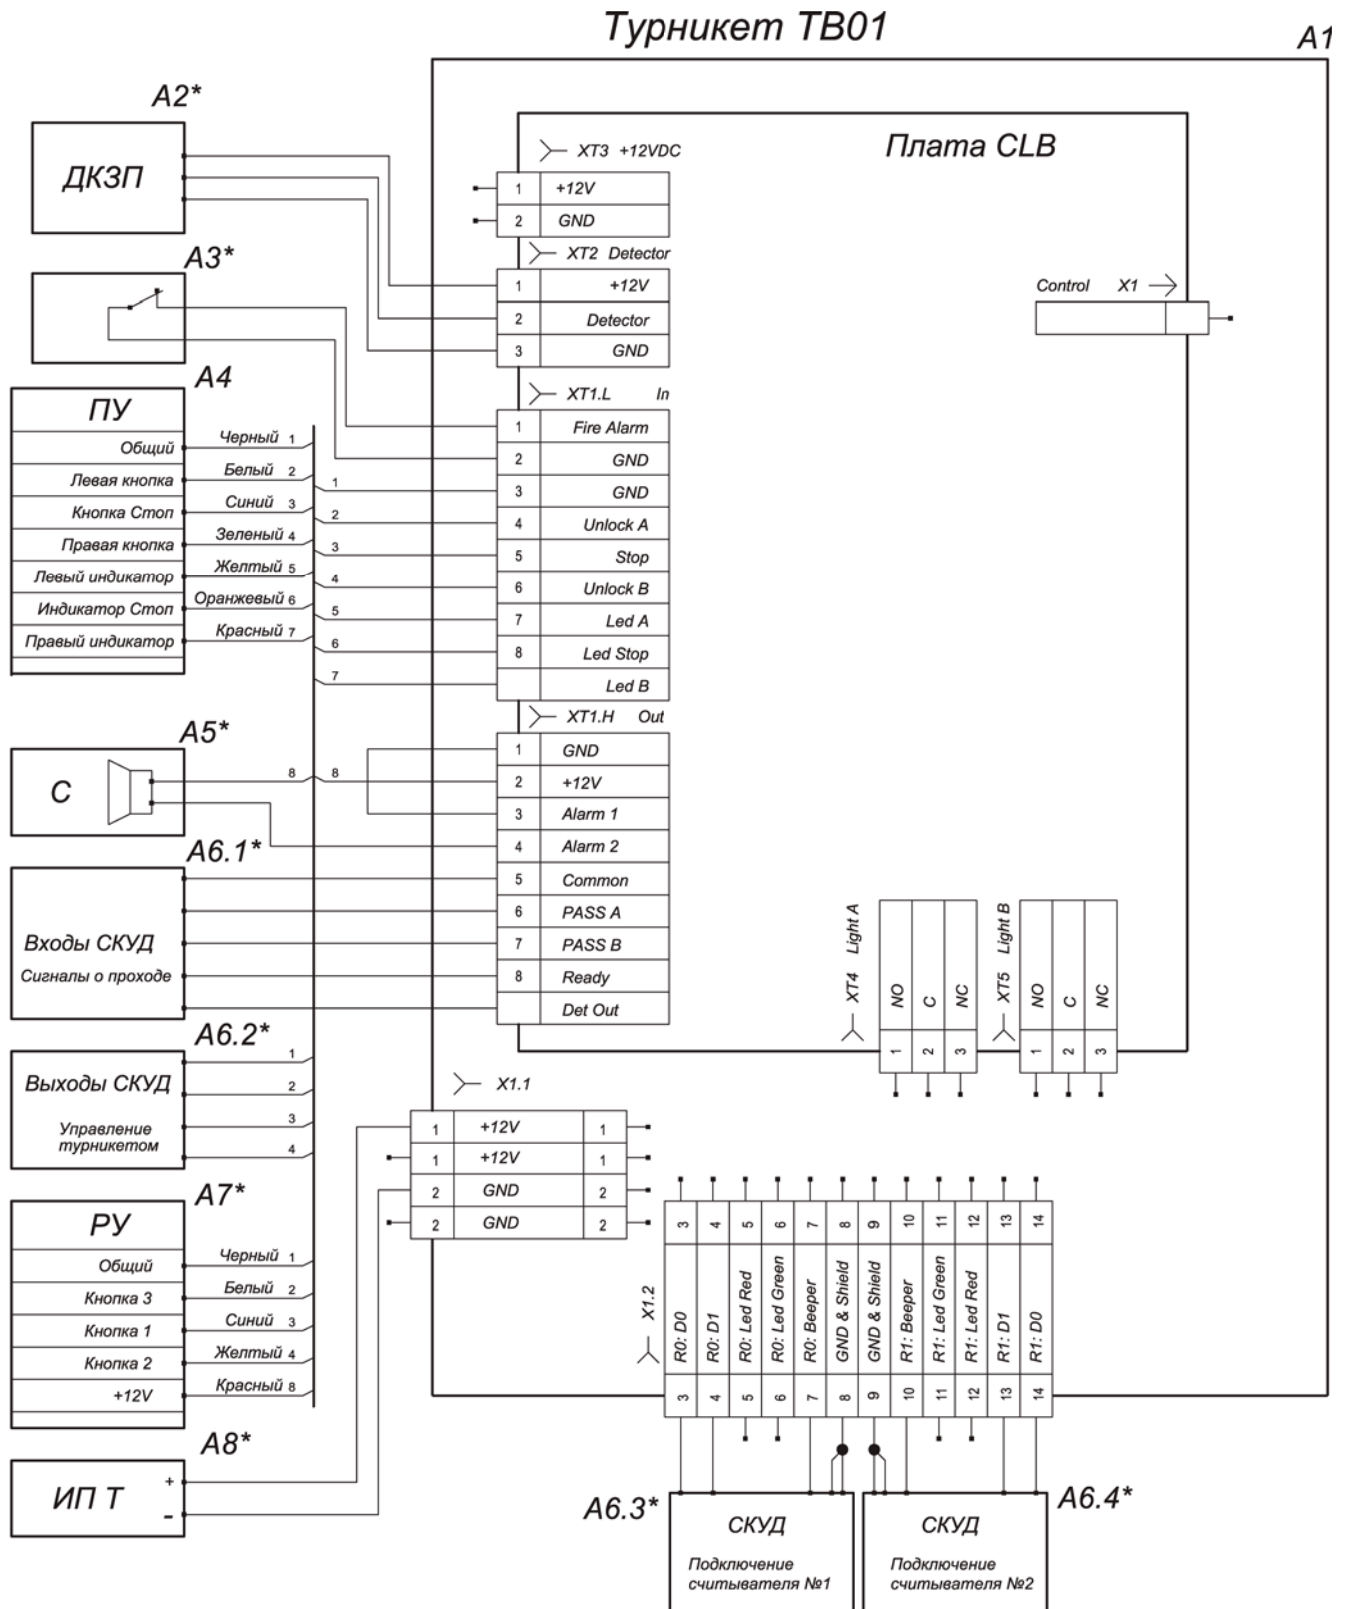 Турникет ТВ01
A1
A2*
ДКЗП
A3*
A4
ПУ
Общий
Левая кнопка
Кнопка Стоп
Правая кнопка
Левый индикатор
Индикатор Стоп
Правый индикатор
Черный 1
Белый 2
Синий 3
Зеленый 4
Желтый 5
Оранжевый 6
Красный 7
1
2
3
4
5
6
7
A5*
С
8 8
A6.1*
Входы СКУД
Сигналы о проходе
A6.2*
Выходы СКУД
Управление
турникетом
1
2
3
4
A7*
РУ
Общий
Кнопка 3
Кнопка 1
Кнопка 2
+12V
Черный 1
Белый 2
Синий 3
Желтый 4
Красный 8
A8*
ИП Т
+
-
Плата CLB
XT3 +12VDC
1 +12V
2 GND
XT2 Detector
1 +12V
2 Detector
3 GND
XT1.L In
1 Fire Alarm
2 GND
3 GND
4 Unlock A
5 Stop
6 Unlock B
7 Led A
8 Led Stop
Led B
XT1.H Out
1 GND
2 +12V
3 Alarm 1
4 Alarm 2
5 Common
6 PASS A
7 PASS B
8 Ready
Det Out
Control X1
XT4 Light A
1 NO
2 C
3 NC
XT5 Light B
1 NO
2 C
3 NC
X1.1
1 +12V 1
1 +12V 1
2 GND 2
2 GND 2
X1.2
3 R0: D0 3
4 R0: D1 4
5 R0: Led Red 5
6 R0: Led Green 6
7 R0: Beeper 7
8 GND & Shield 8
9 GND & Shield 9
10 R1: Beeper 10
11 R1: Led Green 11
12 R1: Led Red 12
13 R1: D1 13
14 R1: D0 14
A6.3*
СКУД
Подключение
считывателя №1
A6.4*
СКУД
Подключение
считывателя №2